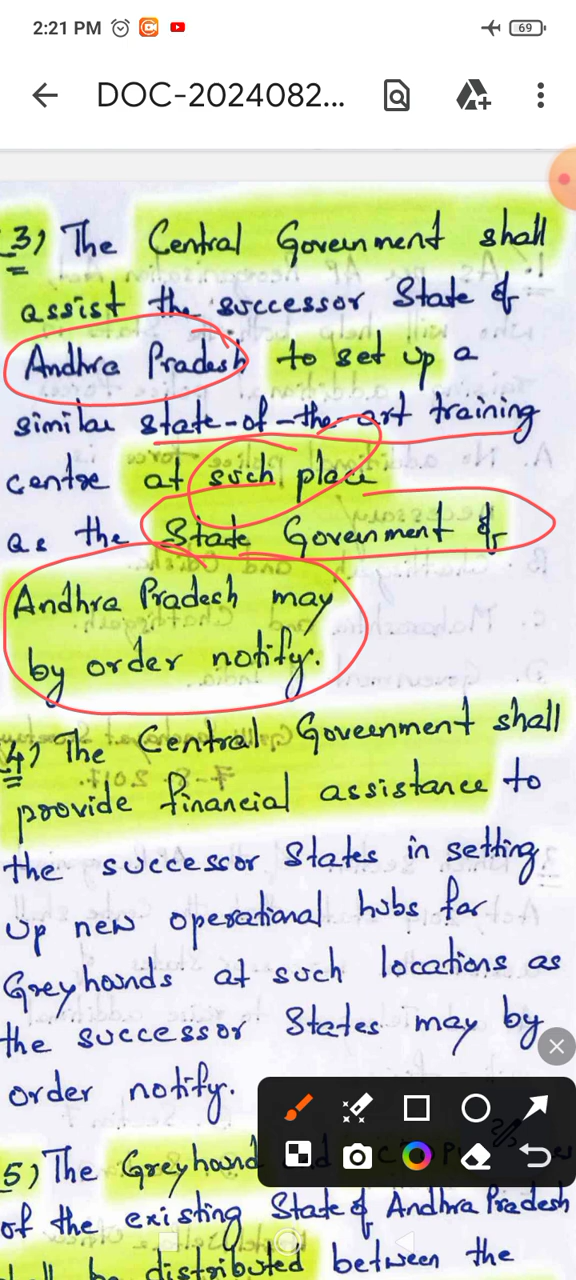 2:21 PM
69
DOC-2024082...
3) The Central Government shall
assist the successor State of
Andhra Pradesh to set up a
similar state-of-the-art training
centre at such place
as the State Government of
Andhra Pradesh may
by order notify.
4) The Central Government shall
provide financial assistance to
the successor States in setting
up new operational hubs for
Greyhounds at such locations as
the successor States may by
order notify.
5) The Greyhound
of the existing State of Andhra Pradesh
distributed between the